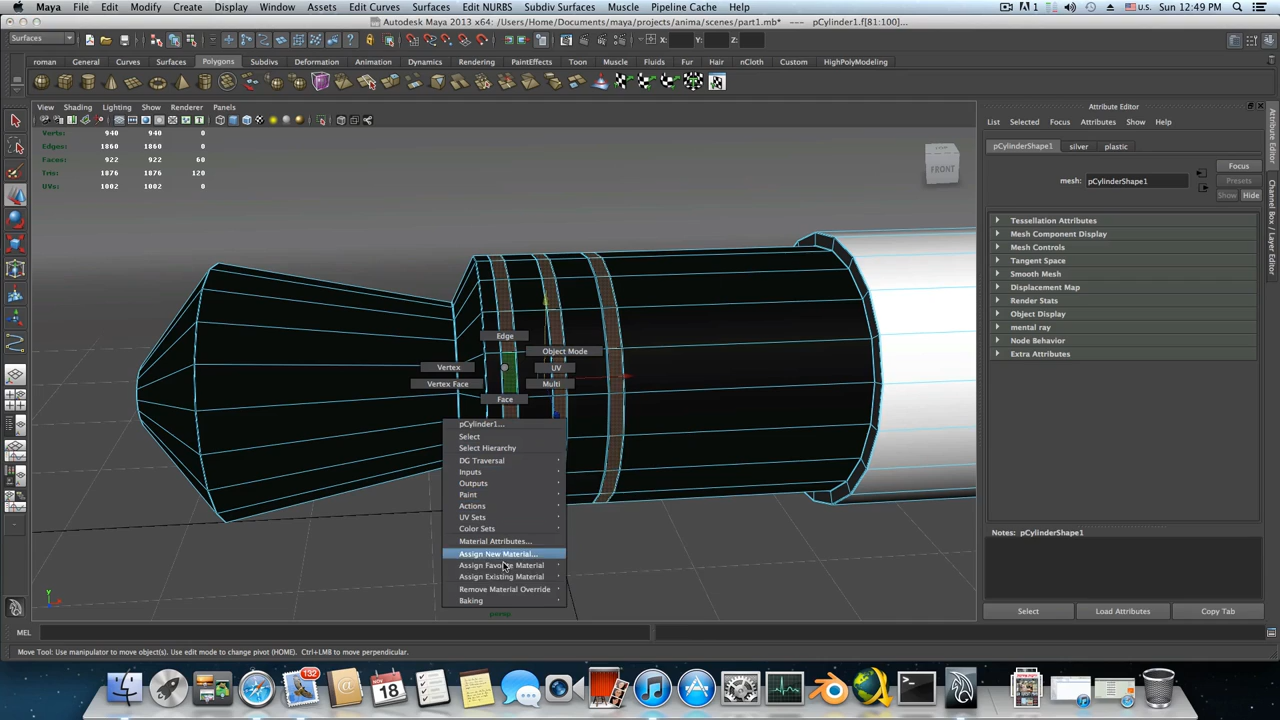 Maya File Edit Modify Create Display Window Assets Edit Curves Surfaces Edit NURBS Subdiv Surfaces Muscle Pipeline Cache Help 1 U.S. Sun 12:49 PM
Autodesk Maya 2013 x64: /Users/Home/Documents/maya/projects/anima/scenes/part1.mb* --- pCylinder1.f[81:100]...
Surfaces X: Y: Z:
roman General Curves Surfaces Polygons Subdivs Deformation Animation Dynamics Rendering PaintEffects Toon Muscle Fluids Fur Hair nCloth Custom HighPolyModeling
View Shading Lighting Show Renderer Panels
Attribute Editor
List Selected Focus Attributes Show Help
Verts: 940 940 0
Edges: 1860 1860 0
Faces: 922 922 60
Tris: 1876 1876 120
UVs: 1002 1002 0
FRONT
pCylinderShape1 silver plastic
mesh: pCylinderShape1
Focus
Presets
Show Hide
Tessellation Attributes
Mesh Component Display
Mesh Controls
Tangent Space
Smooth Mesh
Displacement Map
Render Stats
Object Display
mental ray
Node Behavior
Extra Attributes
Notes: pCylinderShape1
Select Load Attributes Copy Tab
Attribute Editor
Channel Box / Layer Editor
Edge
Object Mode
Vertex
UV
Vertex Face
Multi
Face
pCylinder1...
Select
Select Hierarchy
DG Traversal
Inputs
Outputs
Paint
Actions
UV Sets
Color Sets
Material Attributes...
Assign New Material...
Assign Favorite Material
Assign Existing Material
Remove Material Override
Baking
persp
Y
MEL
Move Tool: Use manipulator to move object(s). Use edit mode to change pivot (HOME). Ctrl+LMB to move perpendicular.
132
NOV
18